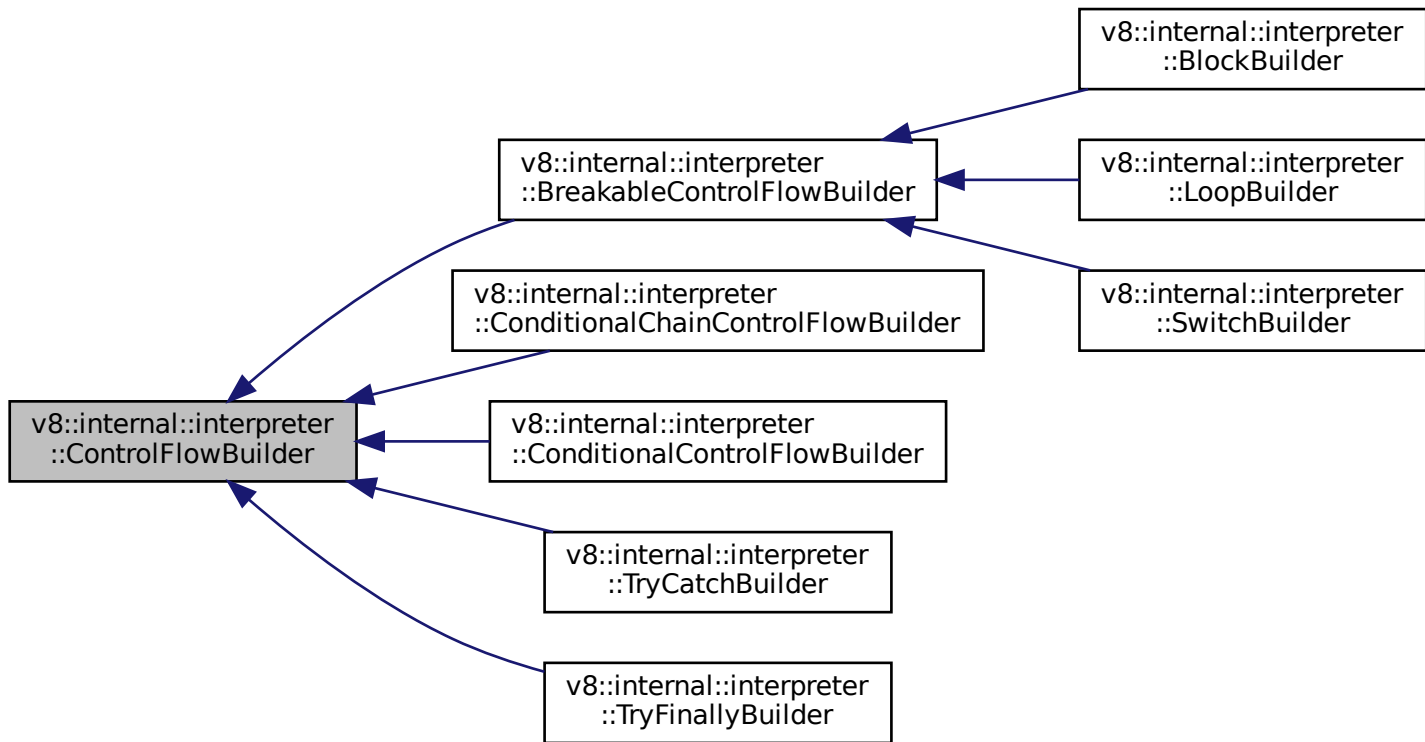 v8::internal::interpreter
::BlockBuilder
v8::internal::interpreter
::BreakableControlFlowBuilder
v8::internal::interpreter
::LoopBuilder
v8::internal::interpreter
::SwitchBuilder
v8::internal::interpreter
::ConditionalChainControlFlowBuilder
v8::internal::interpreter
::ControlFlowBuilder
v8::internal::interpreter
::ConditionalControlFlowBuilder
v8::internal::interpreter
::TryCatchBuilder
v8::internal::interpreter
::TryFinallyBuilder